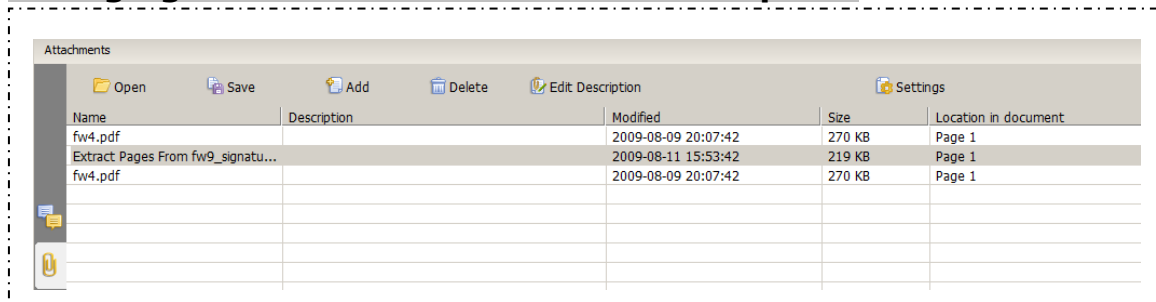 Attachments
Open Save Add Delete Edit Description Settings
Name Description Modified Size Location in document
fw4.pdf 2009-08-09 20:07:42 270 KB Page 1
Extract Pages From fw9_signatu... 2009-08-11 15:53:42 219 KB Page 1
fw4.pdf 2009-08-09 20:07:42 270 KB Page 1